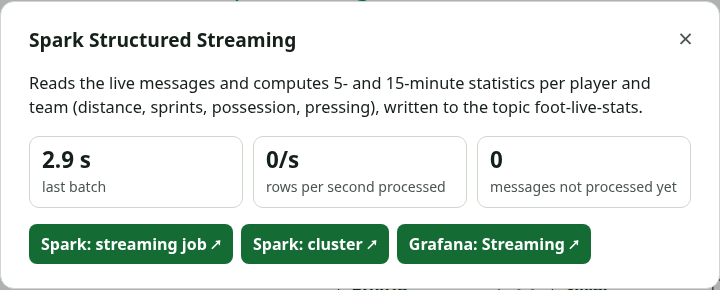 Spark Structured Streaming
×
Reads the live messages and computes 5- and 15-minute statistics per player and
team (distance, sprints, possession, pressing), written to the topic foot-live-stats.
2.9 s
last batch
0/s
rows per second processed
0
messages not processed yet
Spark: streaming job ↗
Spark: cluster ↗
Grafana: Streaming ↗